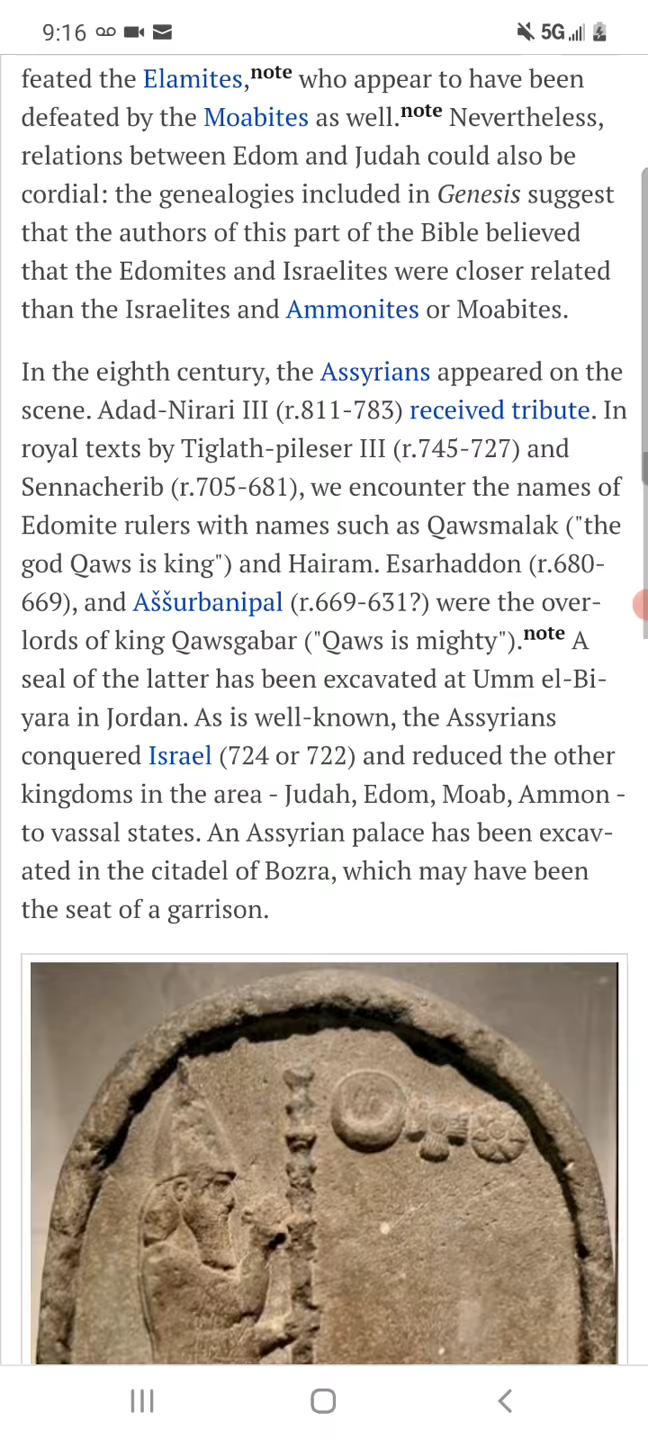 9:16
5G
feated the Elamites,note who appear to have been
defeated by the Moabites as well.note Nevertheless,
relations between Edom and Judah could also be
cordial: the genealogies included in Genesis suggest
that the authors of this part of the Bible believed
that the Edomites and Israelites were closer related
than the Israelites and Ammonites or Moabites.
In the eighth century, the Assyrians appeared on the
scene. Adad-Nirari III (r.811-783) received tribute. In
royal texts by Tiglath-pileser III (r.745-727) and
Sennacherib (r.705-681), we encounter the names of
Edomite rulers with names such as Qawsmalak ("the
god Qaws is king") and Hairam. Esarhaddon (r.680-
669), and Aššurbanipal (r.669-631?) were the over-
lords of king Qawsgabar ("Qaws is mighty").note A
seal of the latter has been excavated at Umm el-Bi-
yara in Jordan. As is well-known, the Assyrians
conquered Israel (724 or 722) and reduced the other
kingdoms in the area - Judah, Edom, Moab, Ammon -
to vassal states. An Assyrian palace has been excav-
ated in the citadel of Bozra, which may have been
the seat of a garrison.